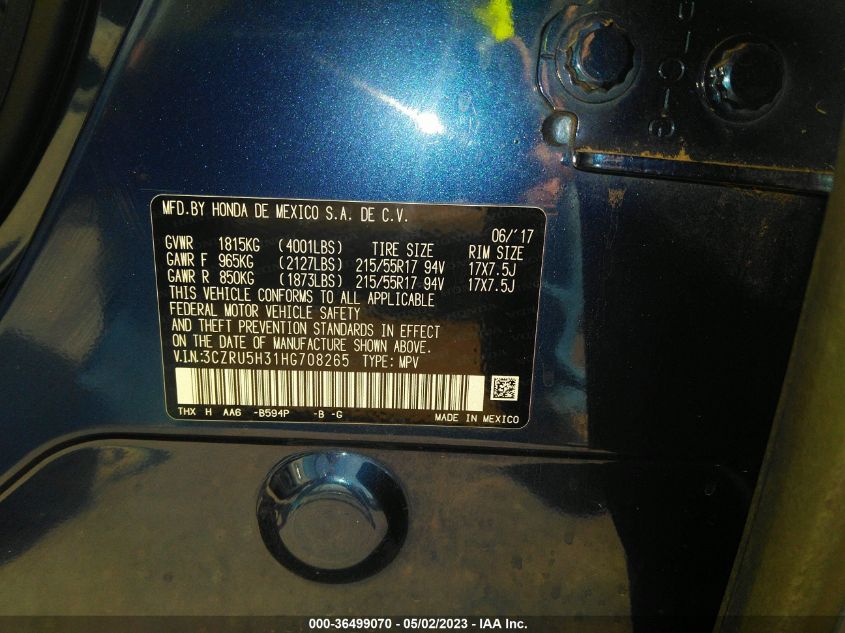 MFD.BY HONDA DE MEXICO S.A. DE C.V.
06/'17
GVWR 1815KG (4001LBS) TIRE SIZE RIM SIZE
GAWR F 965KG (2127LBS) 215/55R17 94V 17X7.5J
GAWR R 850KG (1873LBS) 215/55R17 94V 17X7.5J
THIS VEHICLE CONFORMS TO ALL APPLICABLE
FEDERAL MOTOR VEHICLE SAFETY
AND THEFT PREVENTION STANDARDS IN EFFECT
ON THE DATE OF MANUFACTURE SHOWN ABOVE.
V.I.N:3CZRU5H31HG708265 TYPE: MPV
THX H AA6 -B594P -B -G MADE IN MEXICO
000-36499070 - 05/02/2023 - IAA Inc.